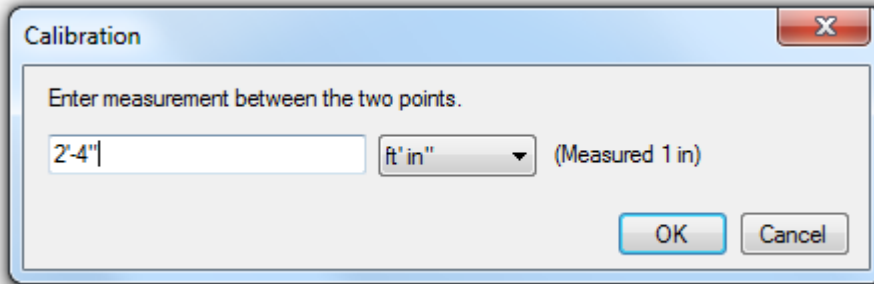 Calibration
Enter measurement between the two points.
2'-4" ft' in" (Measured 1 in)
OK Cancel